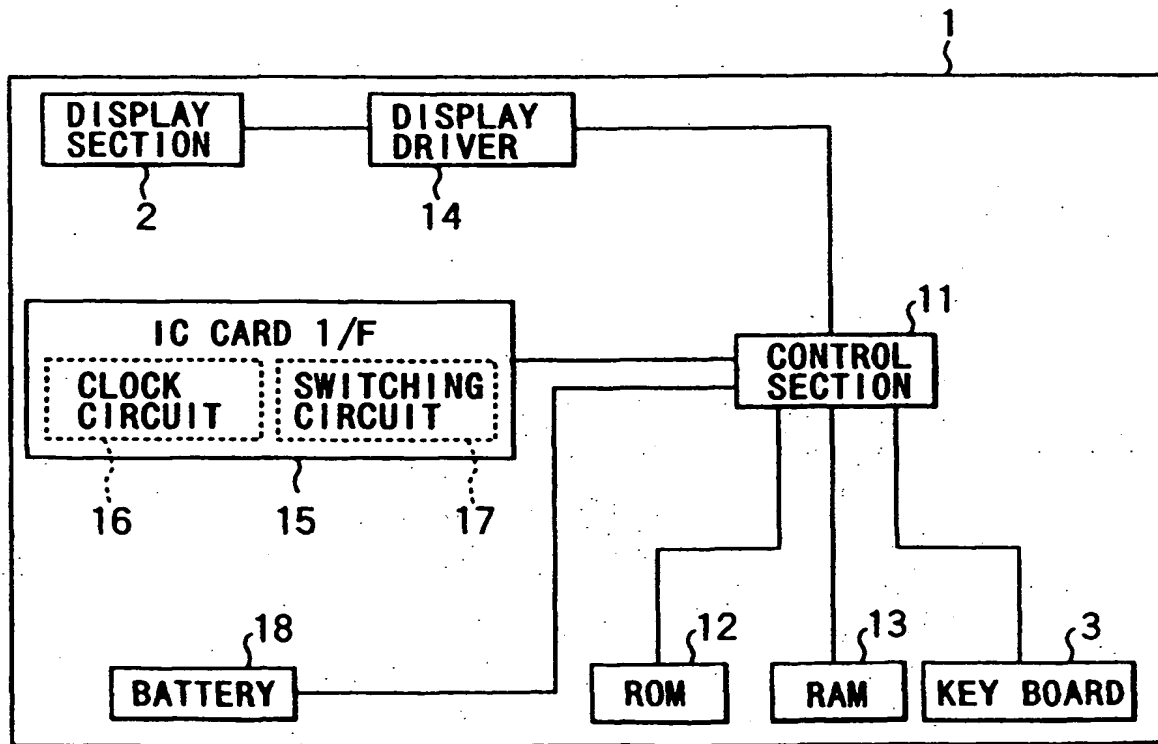 1
DISPLAY
SECTION
2
DISPLAY
DRIVER
14
IC CARD 1/F
CLOCK
CIRCUIT
SWITCHING
CIRCUIT
16
15
17
11
CONTROL
SECTION
18
BATTERY
12
ROM
13
RAM
3
KEY BOARD